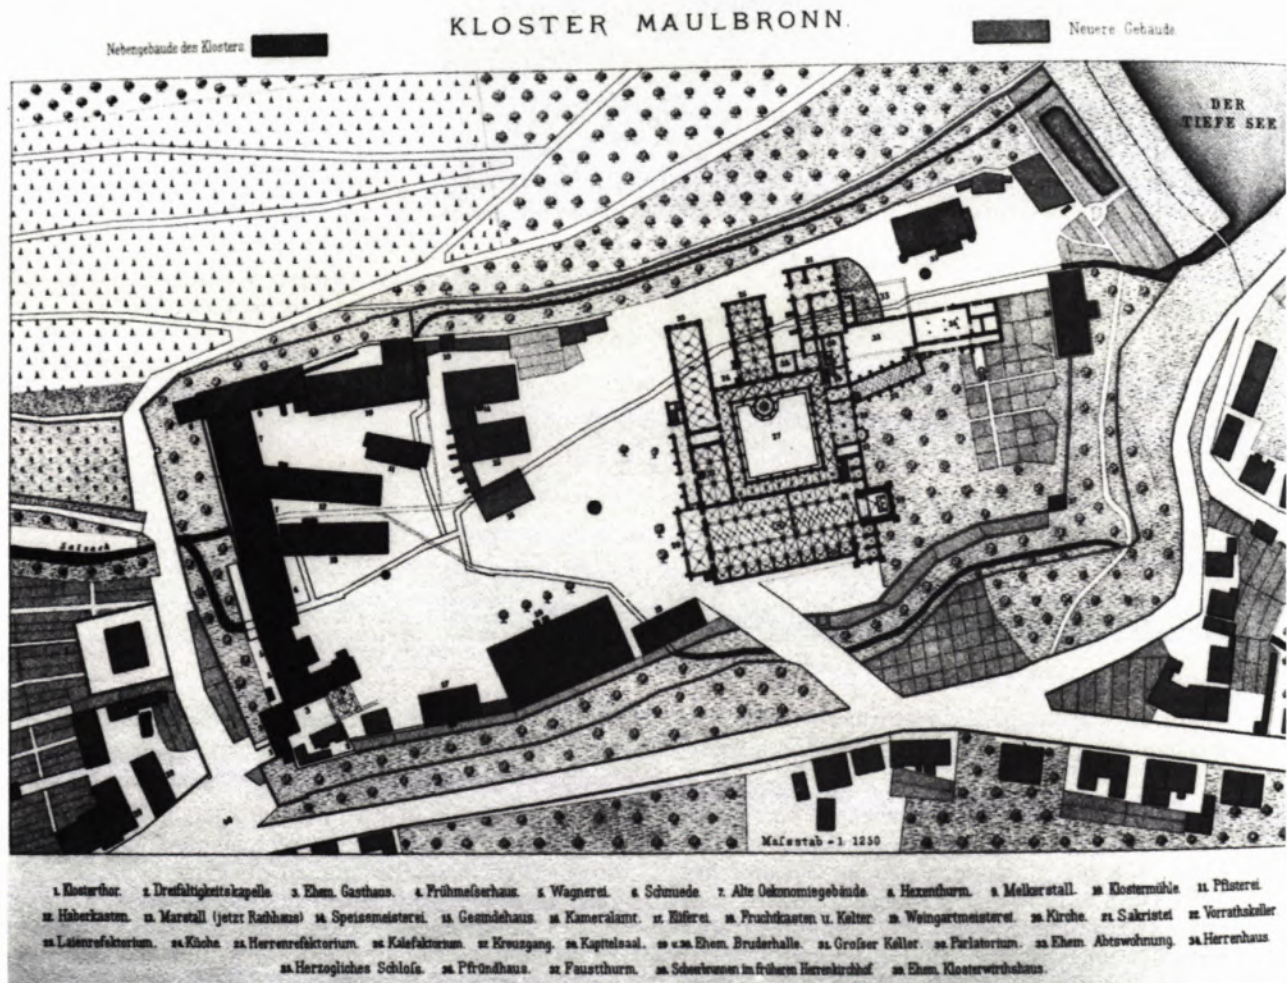 KLOSTER MAULBRONN.
Nebengebäude des Klosters
Neuere Gebäude
DER
TIEFE SEE
Salzach
Maſsstab = 1 1250
1. Klosterthor. 2. Dreifaltigkeitskapelle. 3. Ehem. Gasthaus. 4. Frühmeſserhaus. 5. Wagnerei. 6. Schmiede. 7. Alte Oekonomiegebäude. 8. Hexenthurm. 9. Melkerstall. 10. Klostermühle. 11. Pfisterei.
12. Haberkasten. 13. Marstall (jetzt Rathhaus) 14. Speisemeisterei. 15. Gesindehaus. 16. Kameralamt. 17. Küferei. 18. Fruchtkasten u. Kelter. 19. Weingartmeisterei. 20. Kirche. 21. Sakristei 22. Vorrathskeller
23. Laienrefektorium. 24. Küche. 25. Herrenrefektorium. 26. Kalefaktorium. 27. Kreuzgang. 28. Kapitelsaal. 29 u. 30. Ehem. Bruderhalle. 31. Groſser Keller. 32. Parlatorium. 33. Ehem. Abtswohnung. 34. Herrenhaus.
35. Herzogliches Schloſs. 36. Pfründhaus. 37. Faustthurm. 38. im früheren Herrenkirchhof 39. Ehem. Klosterwirthshaus.